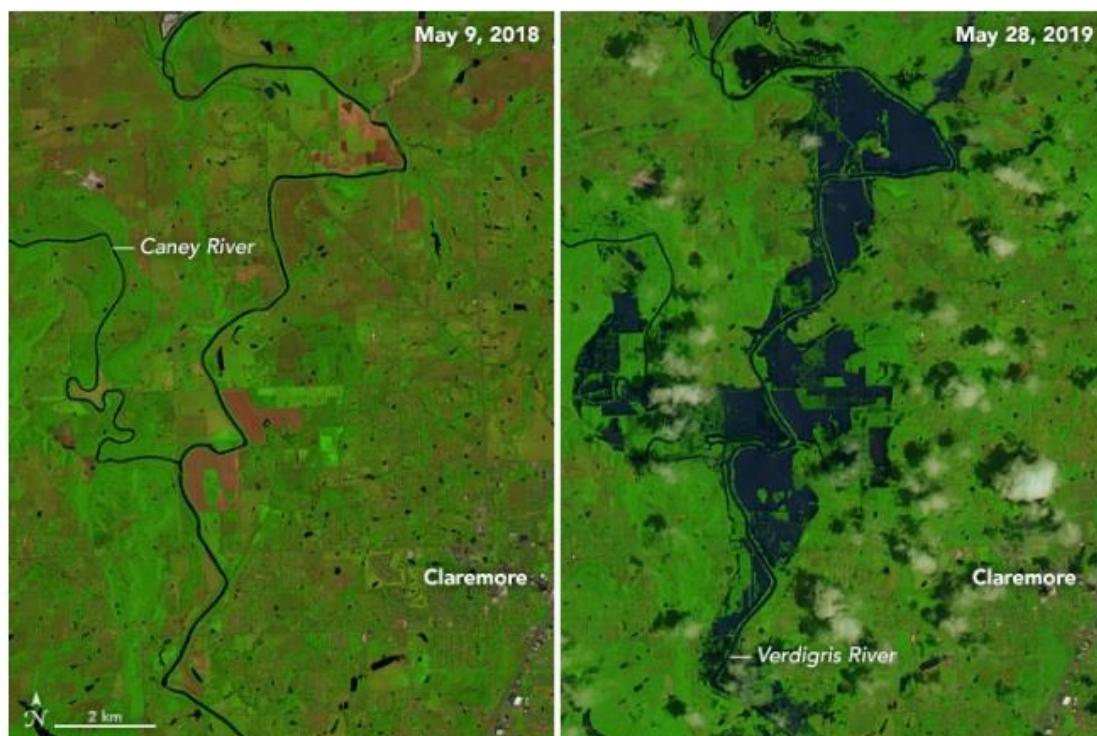 May 9, 2018
Caney River
Claremore
N
2 km
May 28, 2019
Claremore
Verdigris River